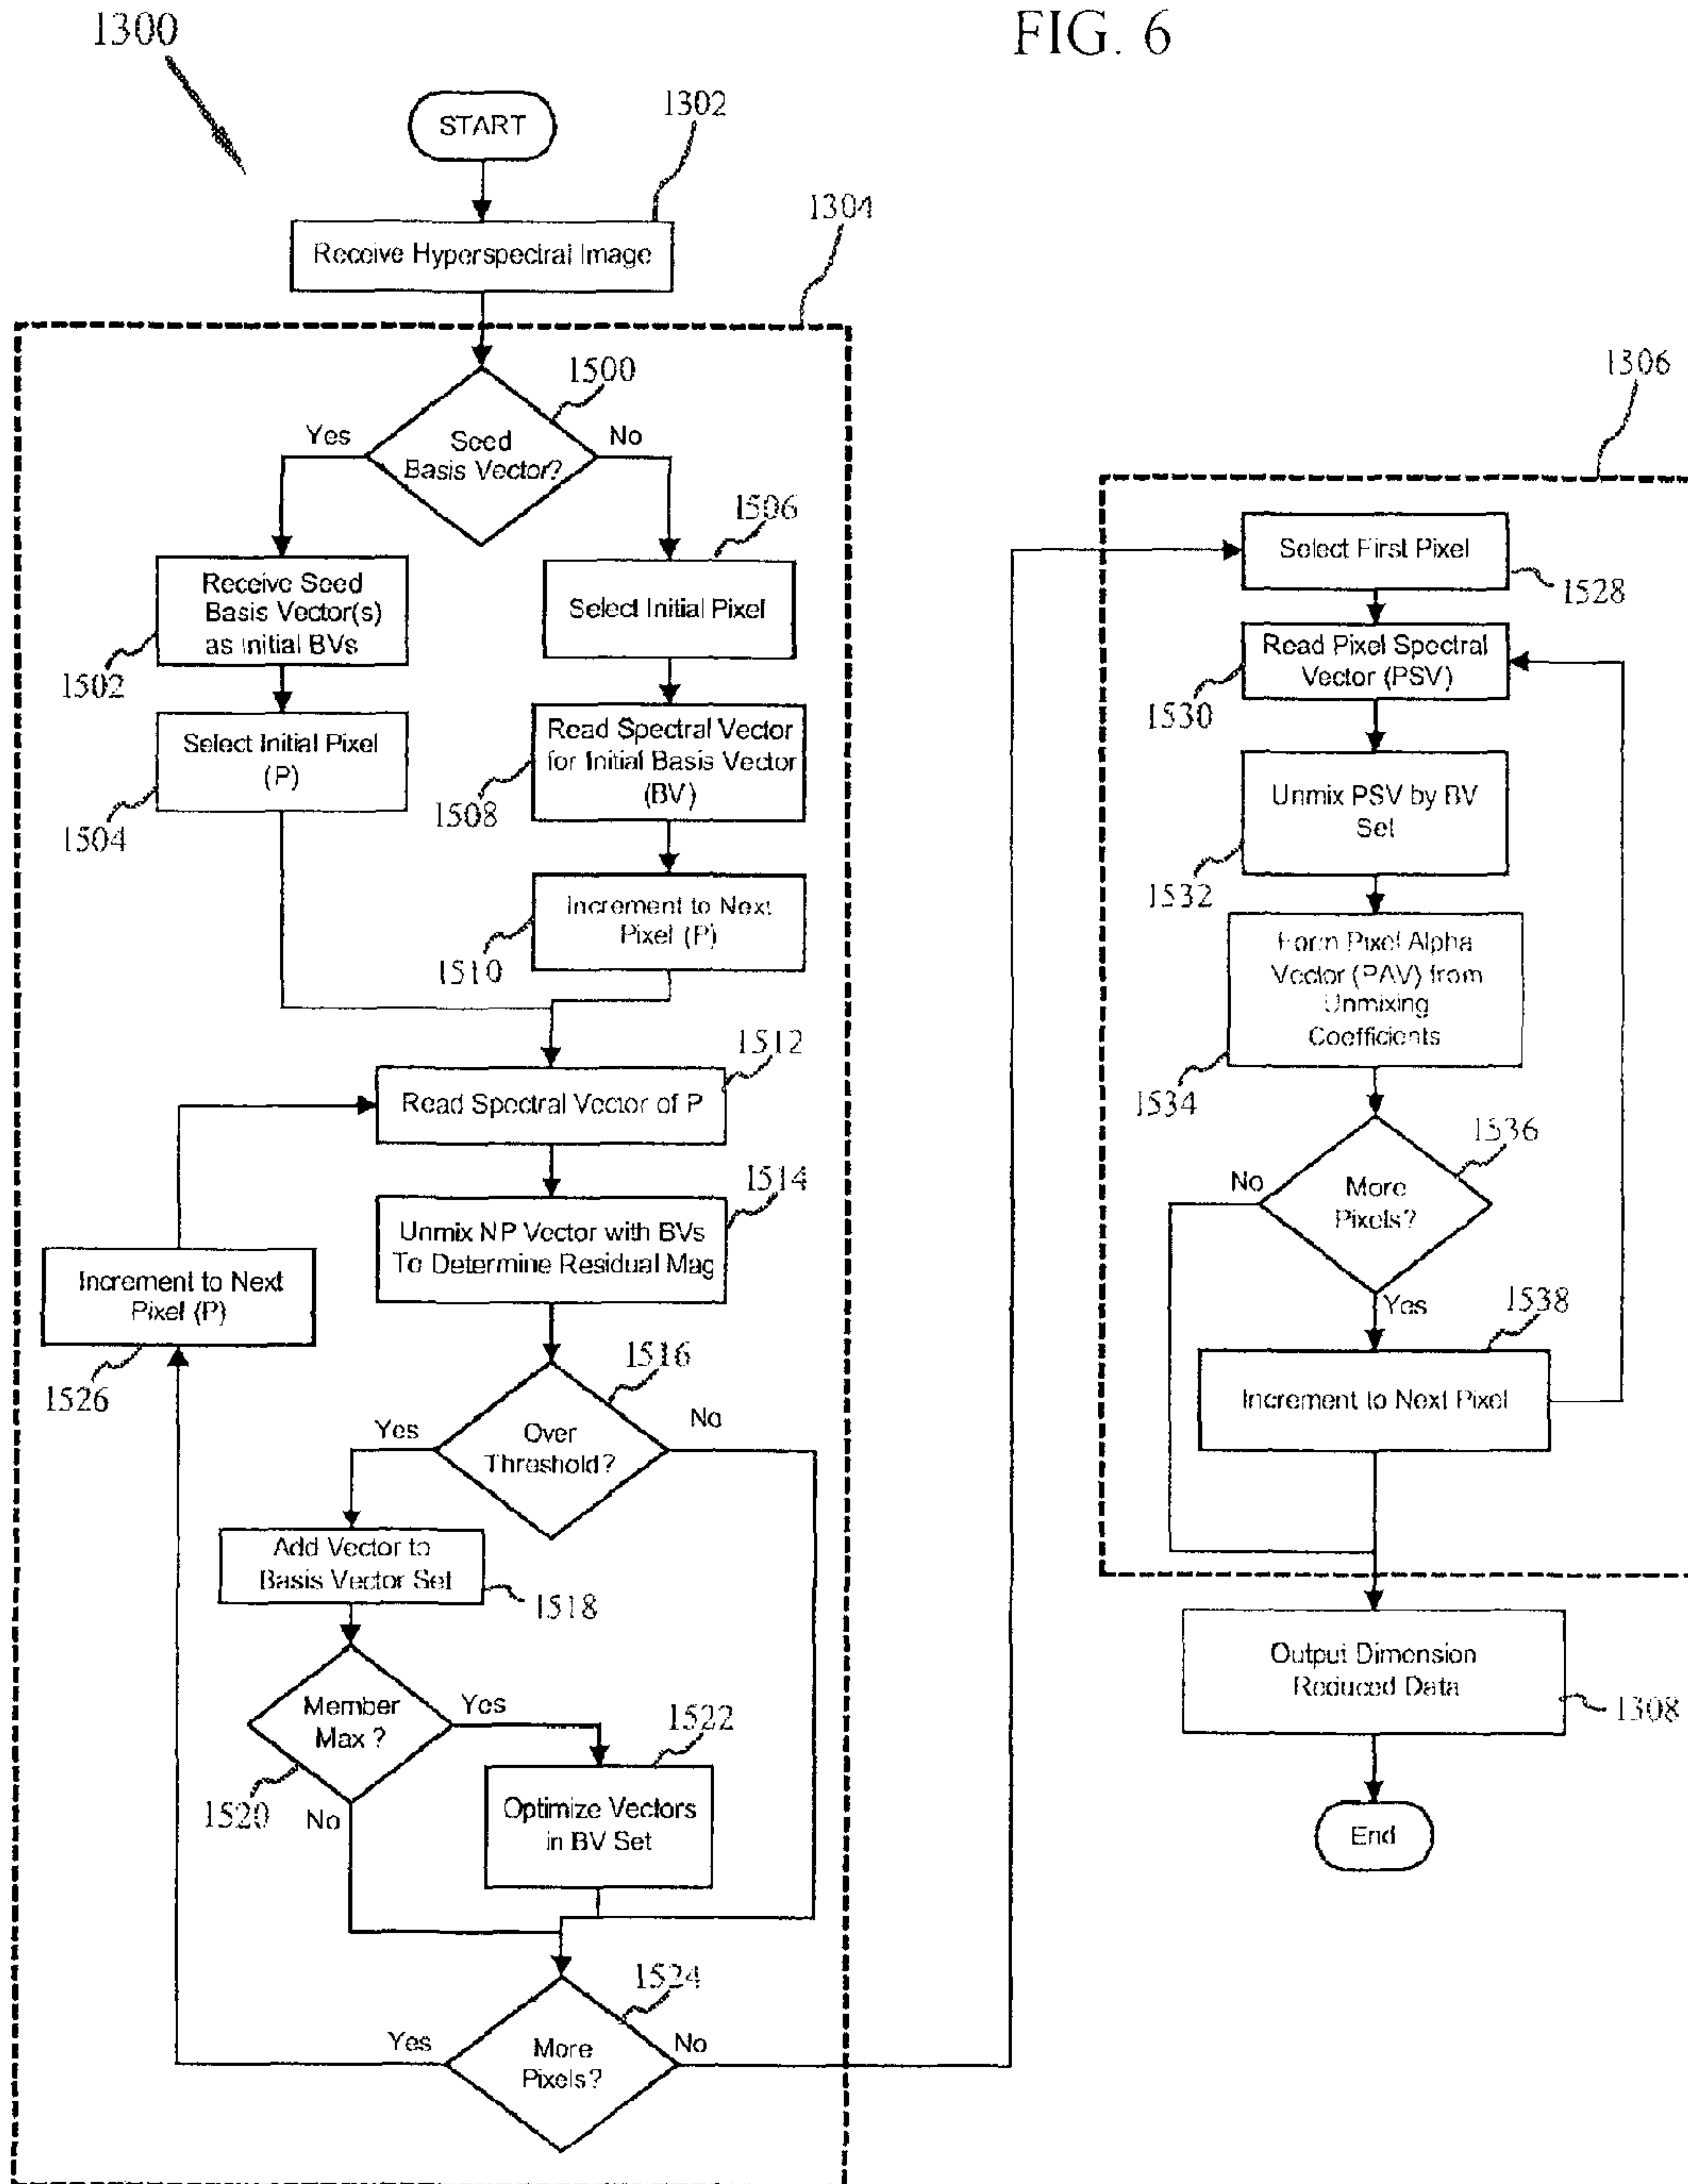 1300
FIG. 6
START
1302
Receive Hyperspectral Image
1304
1500
Yes
No
Seed
Basis Vector?
Receive Seed
Basis Vector(s)
as Initial BVs
1502
1506
Select Initial Pixel
Select Initial Pixel
(P)
1504
Read Spectral Vector
for Initial Basis Vector
(BV)
1508
Increment to Next
Pixel (P)
1510
1512
Read Spectral Vector of P
1514
Unmix NP Vector with BVs
To Determine Residual Mag
Increment to Next
Pixel (P)
1526
1516
Yes
No
Over
Threshold?
Add Vector to
Basis Vector Set
1518
Member
Max ?
Yes
1520
No
1522
Optimize Vectors
in BV Set
1524
Yes
No
More
Pixels?
1306
Select First Pixel
1528
Read Pixel Spectral
Vector (PSV)
1530
Unmix PSV by BV
Set
1532
Form Pixel Alpha
Vector (PAV) from
Unmixing
Coefficients
1534
1536
No
More
Pixels?
Yes
1538
Increment to Next Pixel
Output Dimension
Reduced Data
1308
End